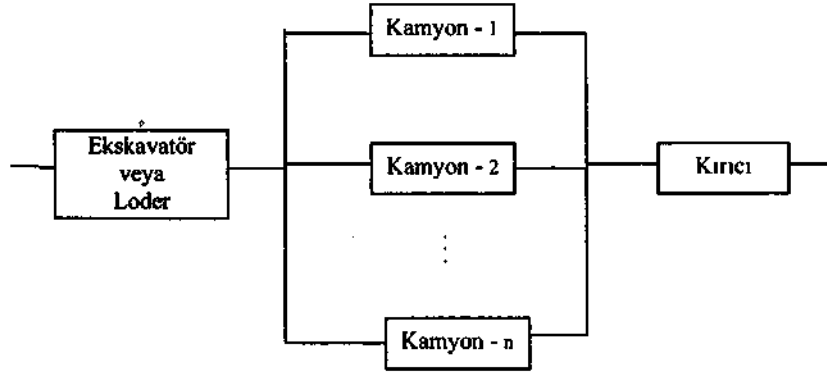 Kamyon - 1
Ekskavatör
veya
Loder
Kamyon - 2
Kırıcı
Kamyon - n